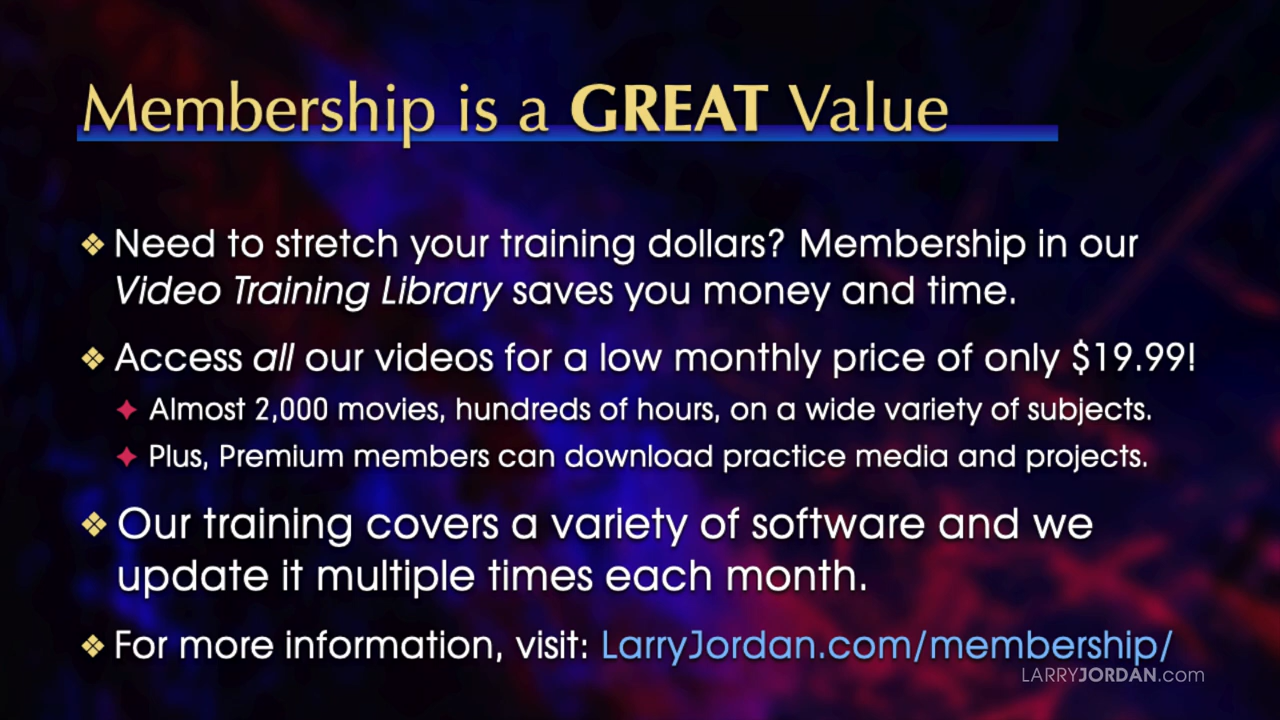 Membership is a GREAT Value
❖ Need to stretch your training dollars? Membership in our
Video Training Library saves you money and time.
❖ Access all our videos for a low monthly price of only $19.99!
✦ Almost 2,000 movies, hundreds of hours, on a wide variety of subjects.
✦ Plus, Premium members can download practice media and projects.
❖ Our training covers a variety of software and we
update it multiple times each month.
❖ For more information, visit: LarryJordan.com/membership/
LARRYJORDAN.com